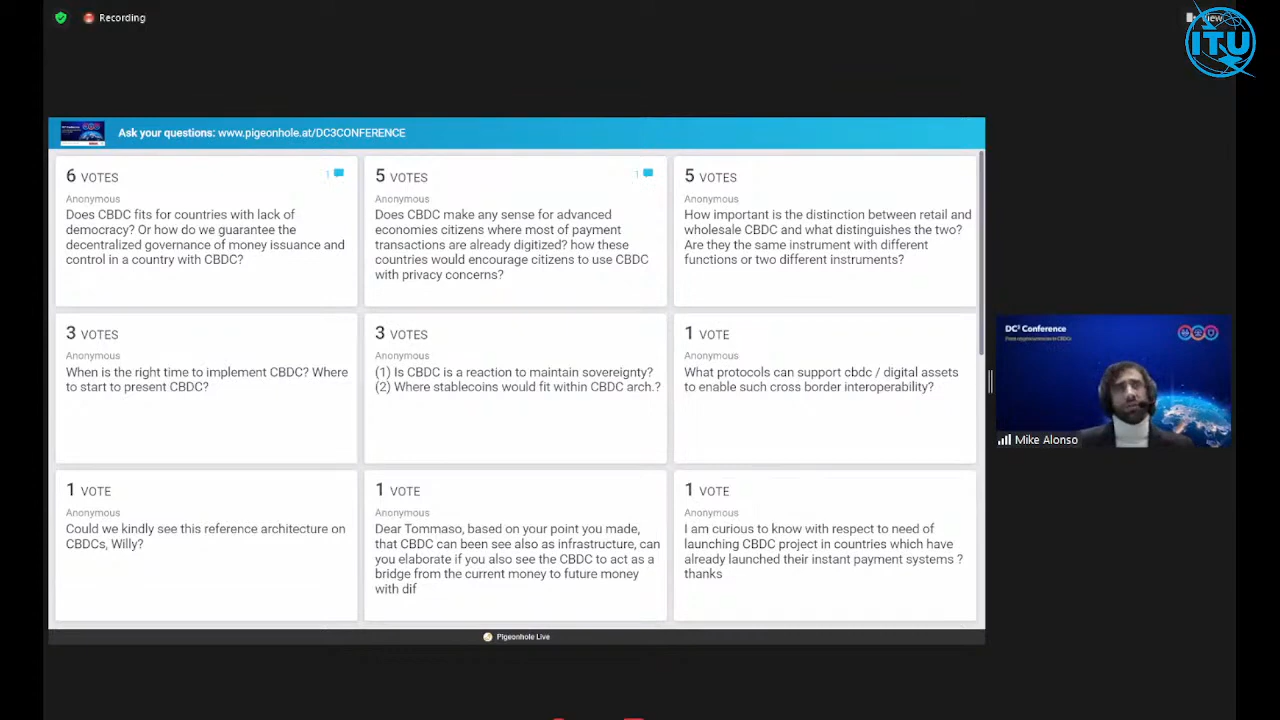 Recording
View
ITU
Ask your questions: www.pigeonhole.at/DC3CONFERENCE
6 VOTES
1
Anonymous
Does CBDC fits for countries with lack of
democracy? Or how do we guarantee the
decentralized governance of money issuance and
control in a country with CBDC?
5 VOTES
1
Anonymous
Does CBDC make any sense for advanced
economies citizens where most of payment
transactions are already digitized? how these
countries would encourage citizens to use CBDC
with privacy concerns?
5 VOTES
Anonymous
How important is the distinction between retail and
wholesale CBDC and what distinguishes the two?
Are they the same instrument with different
functions or two different instruments?
3 VOTES
Anonymous
When is the right time to implement CBDC? Where
to start to present CBDC?
3 VOTES
Anonymous
(1) Is CBDC is a reaction to maintain sovereignty?
(2) Where stablecoins would fit within CBDC arch.?
1 VOTE
Anonymous
What protocols can support cbdc / digital assets
to enable such cross border interoperability?
1 VOTE
Anonymous
Could we kindly see this reference architecture on
CBDCs, Willy?
1 VOTE
Anonymous
Dear Tommaso, based on your point you made,
that CBDC can been see also as infrastructure, can
you elaborate if you also see the CBDC to act as a
bridge from the current money to future money
with dif
1 VOTE
Anonymous
I am curious to know with respect to need of
launching CBDC project in countries which have
already launched their instant payment systems ?
thanks
Pigeonhole Live
DC³ Conference
From cryptocurrencies to CBDCs
Mike Alonso